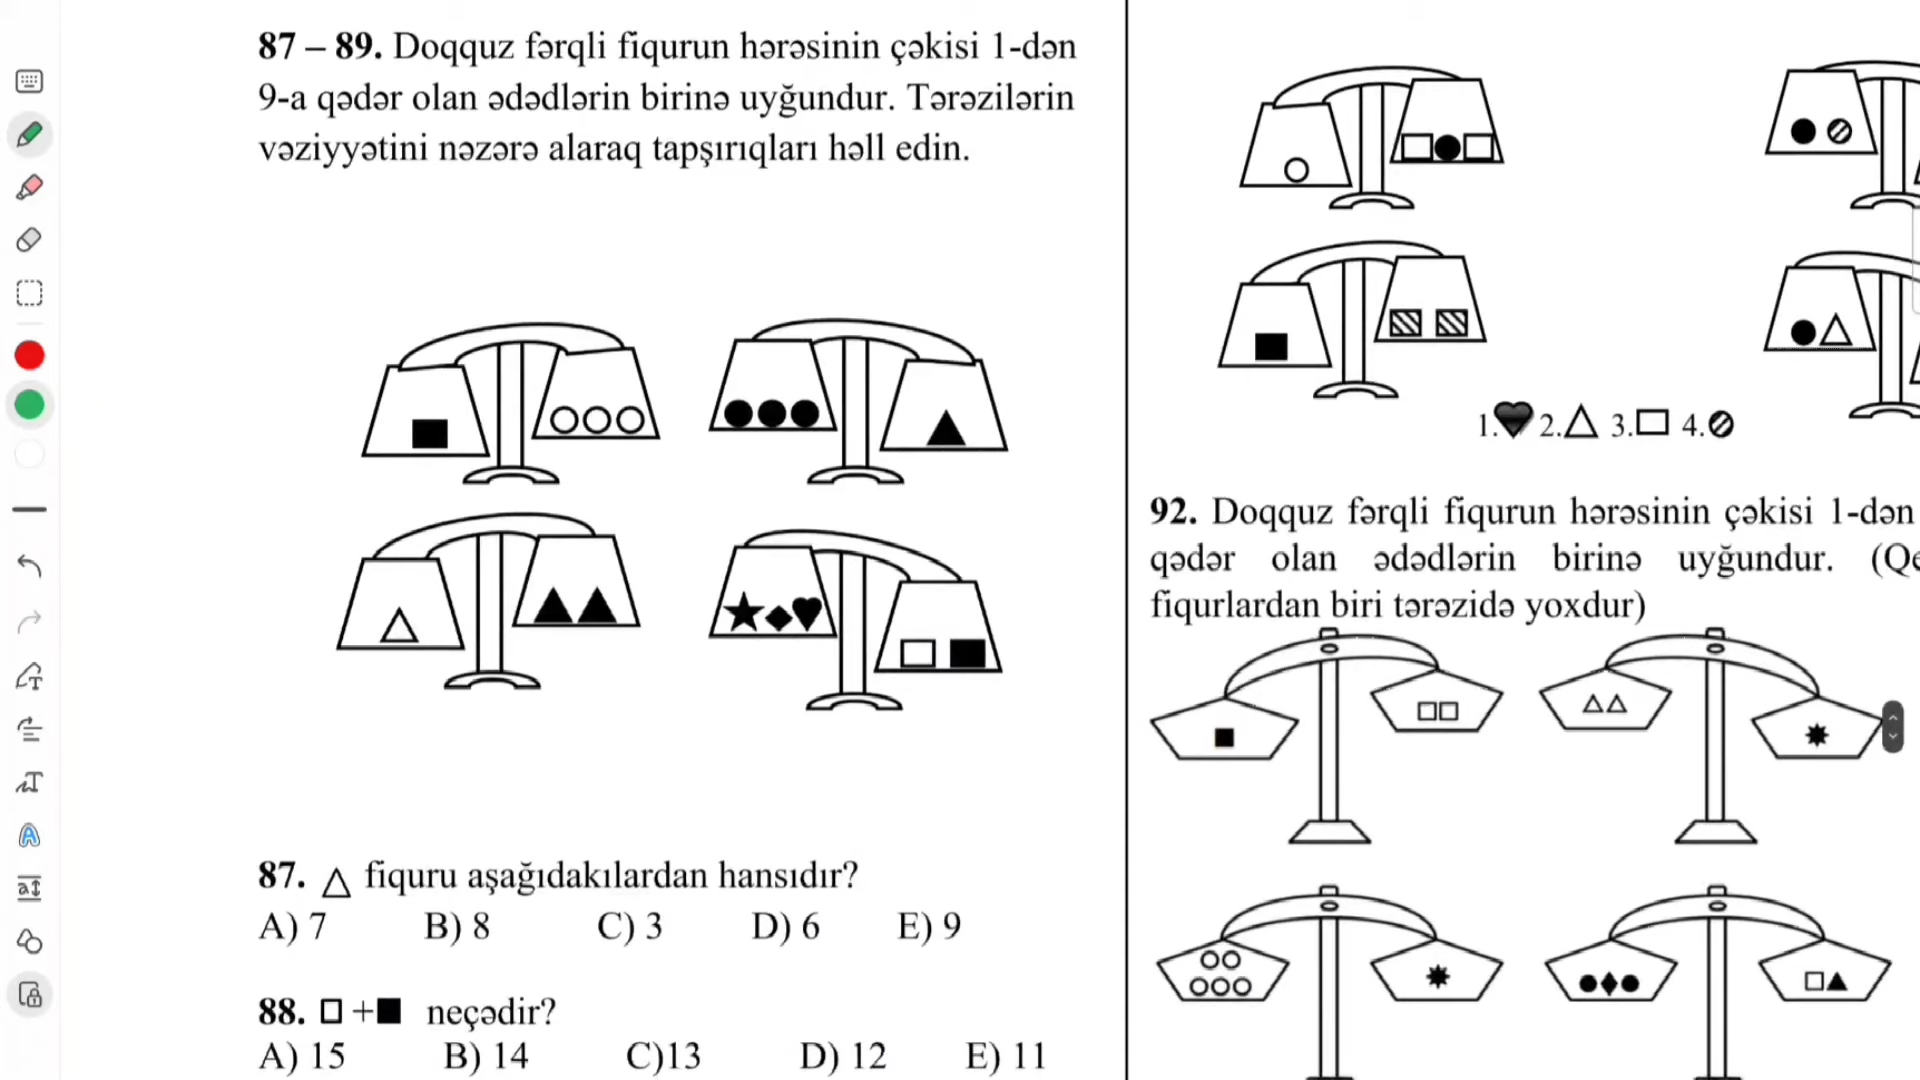 87 – 89. Doqquz fərqli fiqurun hərəsinin çəkisi 1-dən
9-a qədər olan ədədlərin birinə uyğundur. Tərəzilərin
vəziyyətini nəzərə alaraq tapşırıqları həll edin.
87. △ fiquru aşağıdakılardan hansıdır?
A) 7 B) 8 C) 3 D) 6 E) 9
88. □ +■ neçədir?
A) 15 B) 14 C)13 D) 12 E) 11
1.♥ 2.△ 3.□ 4.⊘
92. Doqquz fərqli fiqurun hərəsinin çəkisi 1-dən
qədər olan ədədlərin birinə uyğundur.
fiqurlardan biri tərəzidə yoxdur)